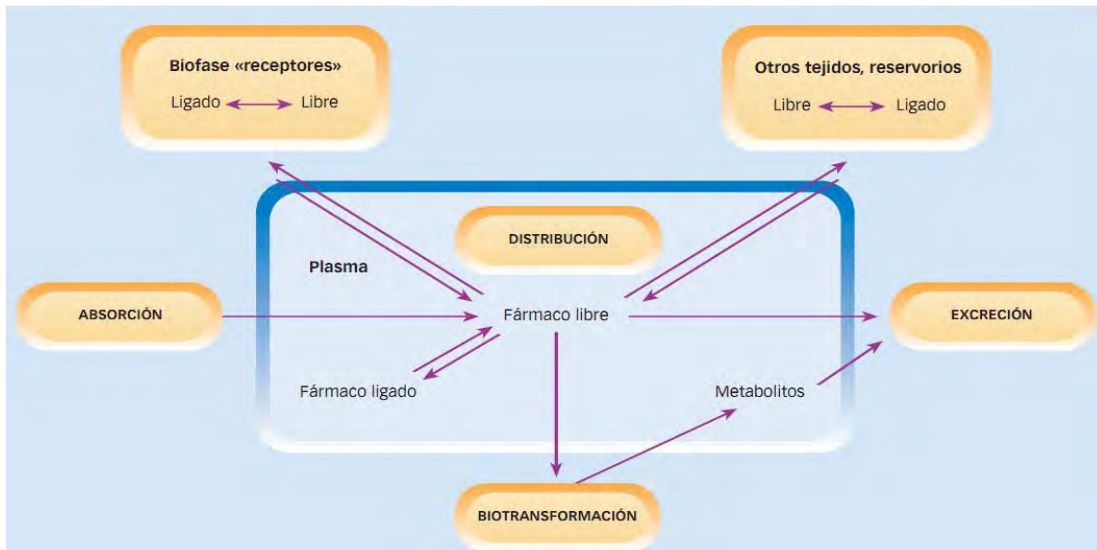 Biofase «receptores»
Ligado Libre
Otros tejidos, reservorios
Libre Ligado
DISTRIBUCIÓN
Plasma
ABSORCIÓN
Fármaco libre
EXCRECIÓN
Fármaco ligado
Metabolitos
BIOTRANSFORMACIÓN